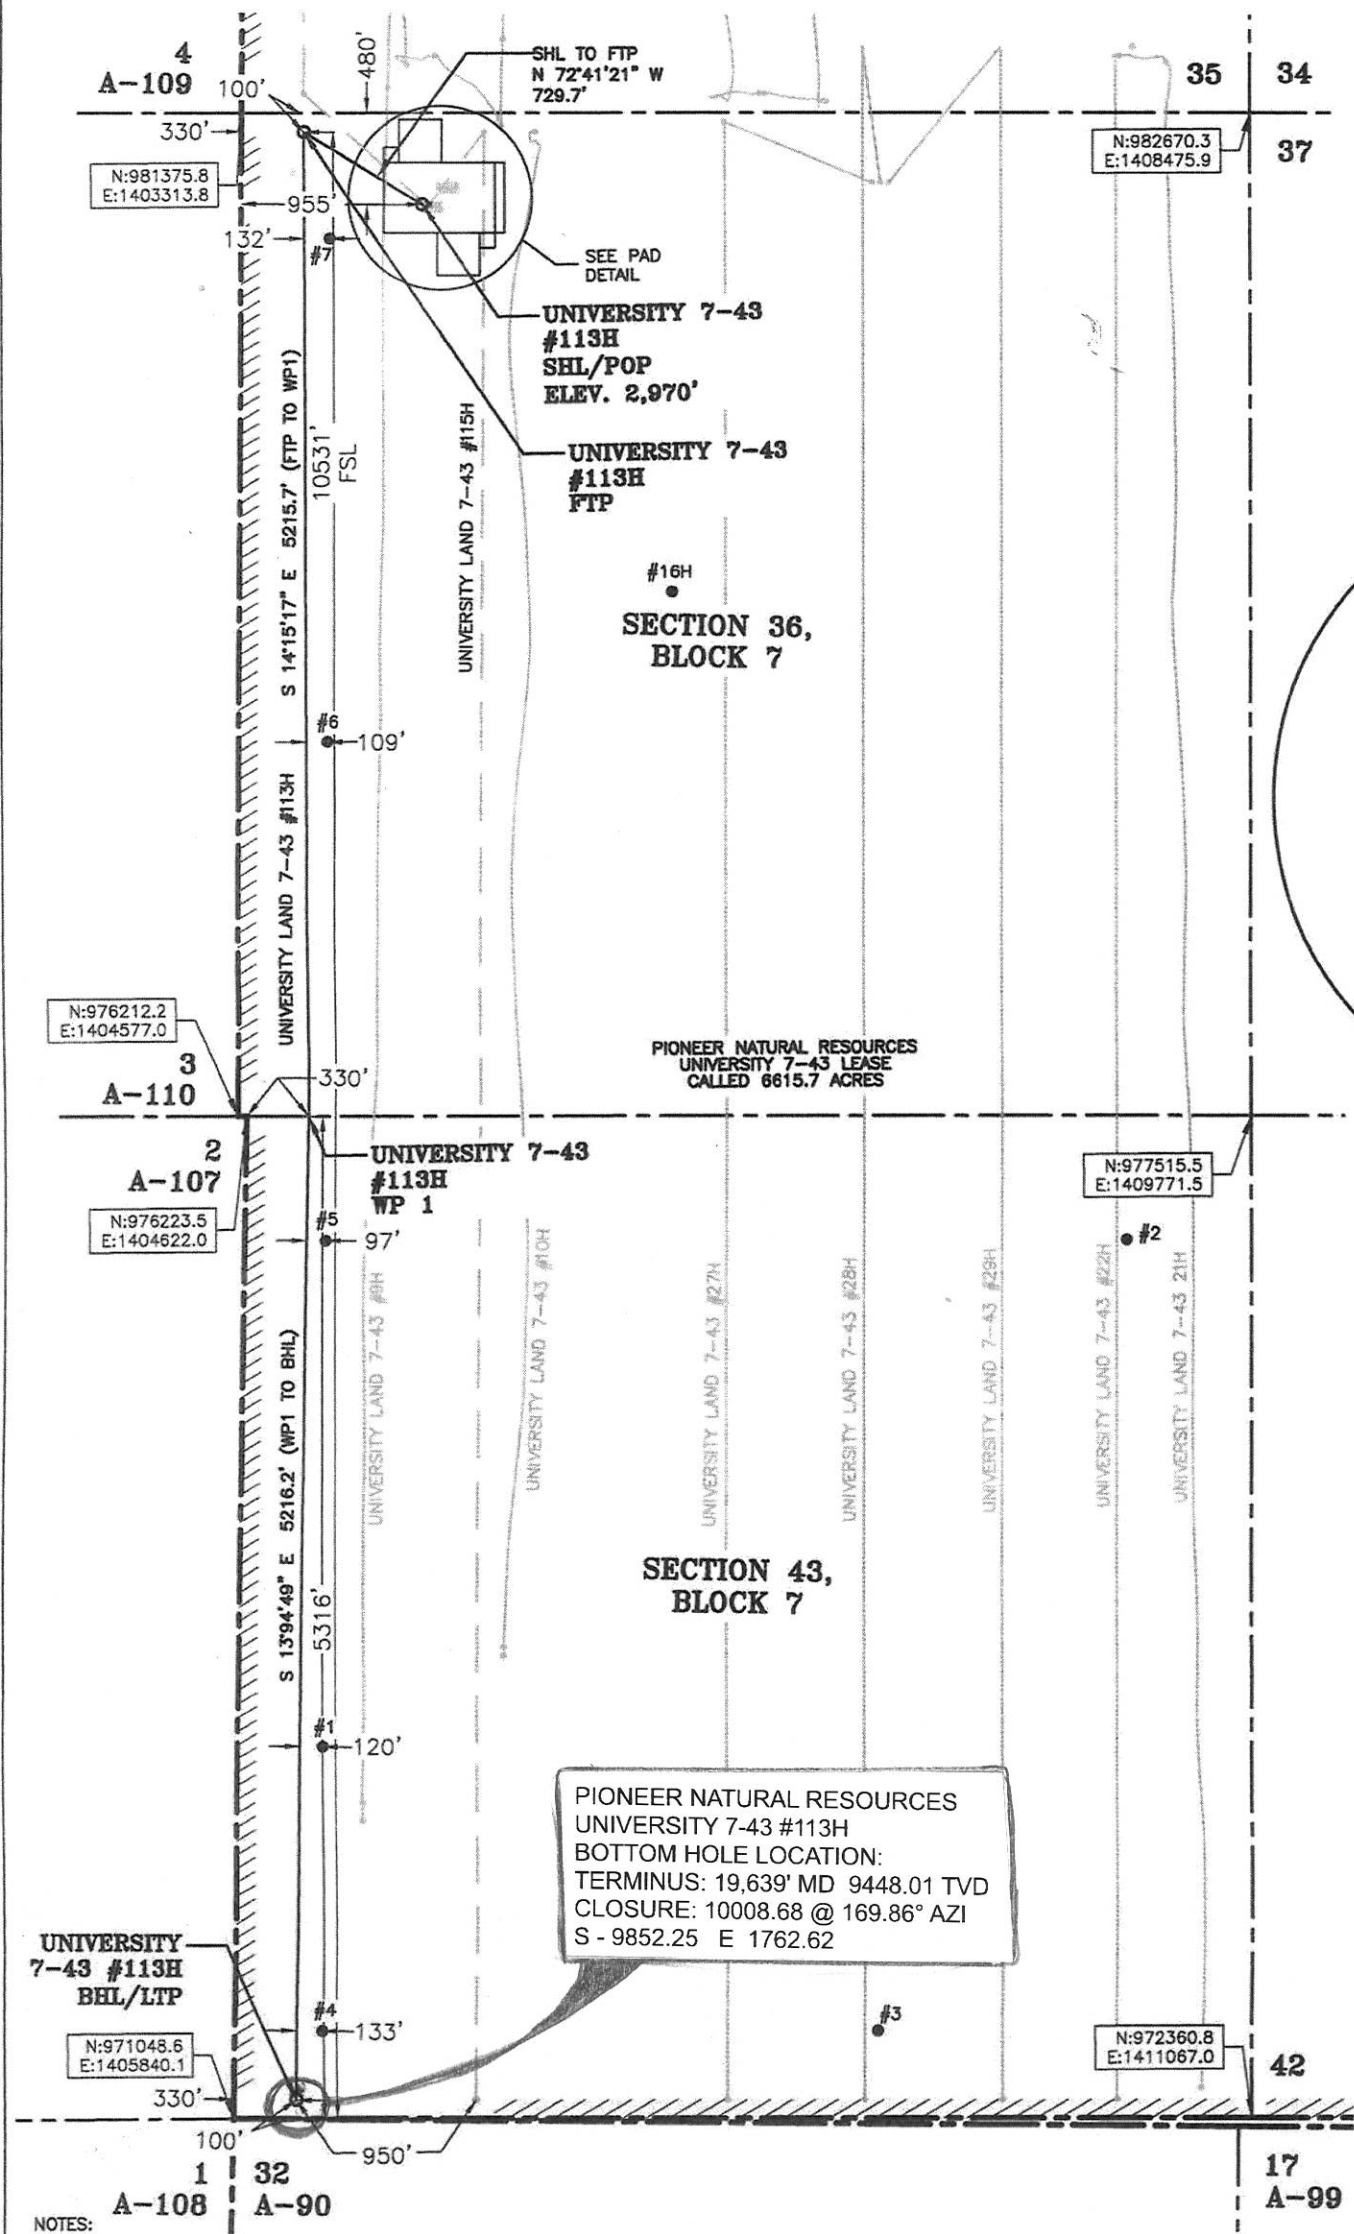 4
A-109
100'
480'
SHL TO FTP
N 72°41'21" W
729.7'
35
34
330'
N:982670.3
E:1408475.9
37
N:981375.8
E:1403313.8
955'
132'
#7
SEE PAD
DETAIL
UNIVERSITY 7-43
#113H
SHL/POP
ELEV. 2,970'
S 14°15'17" E 5215.7' (FTP TO WP1)
10531'
FSL
UNIVERSITY LAND 7-43 #115H
UNIVERSITY 7-43
#113H
FTP
#16H
SECTION 36,
BLOCK 7
#6
109'
UNIVERSITY LAND 7-43 #113H
N:976212.2
E:1404577.0
3
A-110
330'
PIONEER NATURAL RESOURCES
UNIVERSITY 7-43 LEASE
CALLED 6615.7 ACRES
2
A-107
UNIVERSITY 7-43
#113H
WP 1
N:977515.5
E:1409771.5
N:976223.5
E:1404622.0
#5
97'
#2
UNIVERSITY LAND 7-43 #9H
UNIVERSITY LAND 7-43 #10H
UNIVERSITY LAND 7-43 #27H
UNIVERSITY LAND 7-43 #28H
UNIVERSITY LAND 7-43 #29H
UNIVERSITY LAND 7-43 #22H
UNIVERSITY LAND 7-43 21H
S 13°94'49" E 5216.2' (WP1 TO BHL)
5316'
SECTION 43,
BLOCK 7
#1
120'
PIONEER NATURAL RESOURCES
UNIVERSITY 7-43 #113H
BOTTOM HOLE LOCATION:
TERMINUS: 19,639' MD 9448.01 TVD
CLOSURE: 10008.68 @ 169.86° AZI
S - 9852.25 E 1762.62
UNIVERSITY
7-43 #113H
BHL/LTP
#4
133'
#3
N:971048.6
E:1405840.1
N:972360.8
E:1411067.0
42
330'
100'
950'
1
A-108
32
A-90
17
A-99
NOTES: